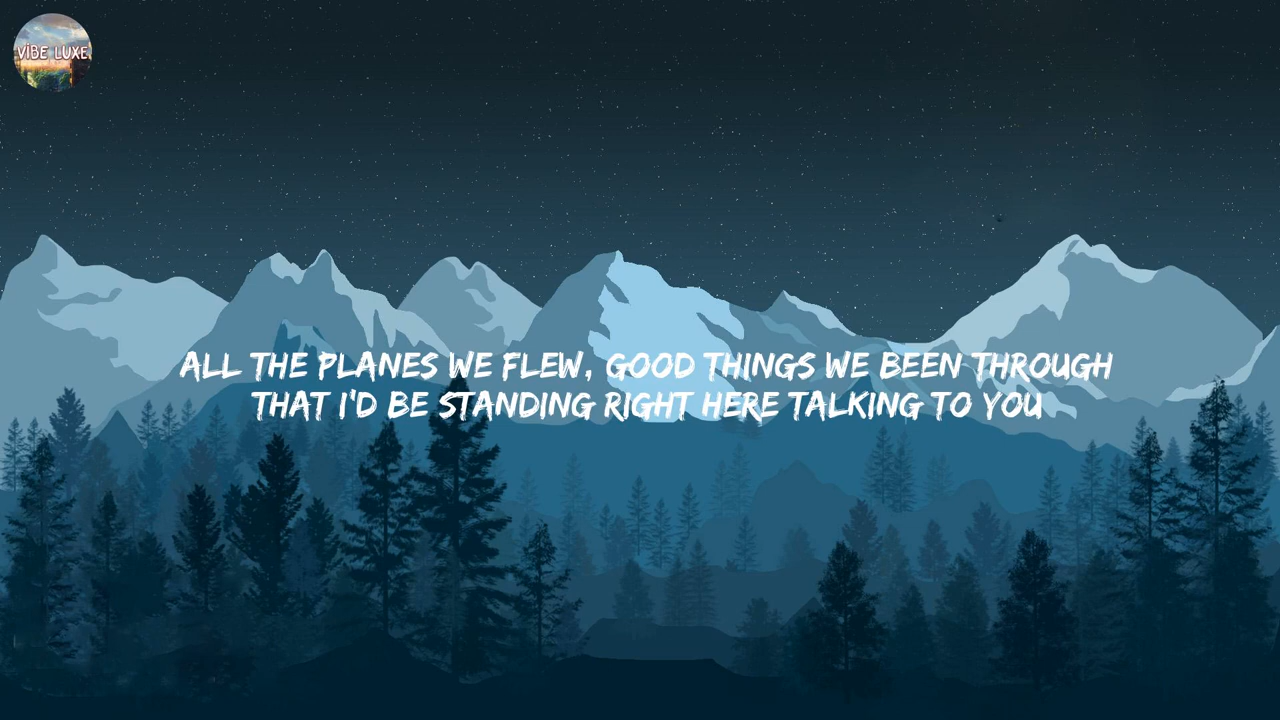 VIBE LUXE
ALL THE PLANES WE FLEW, GOOD THINGS WE BEEN THROUGH
THAT I'D BE STANDING RIGHT HERE TALKING TO YOU